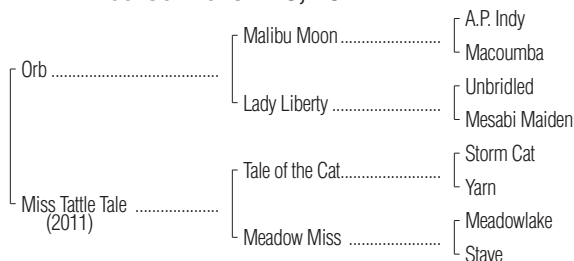 A.P. Indy
Malibu Moon ....................
Macoumba
Orb ....................................
Unbridled
Lady Liberty ......................
Mesabi Maiden
Storm Cat
Tale of the Cat....................
Yarn
Miss Tattle Tale ..................
(2011)
Meadowlake
Meadow Miss ..................
Stave